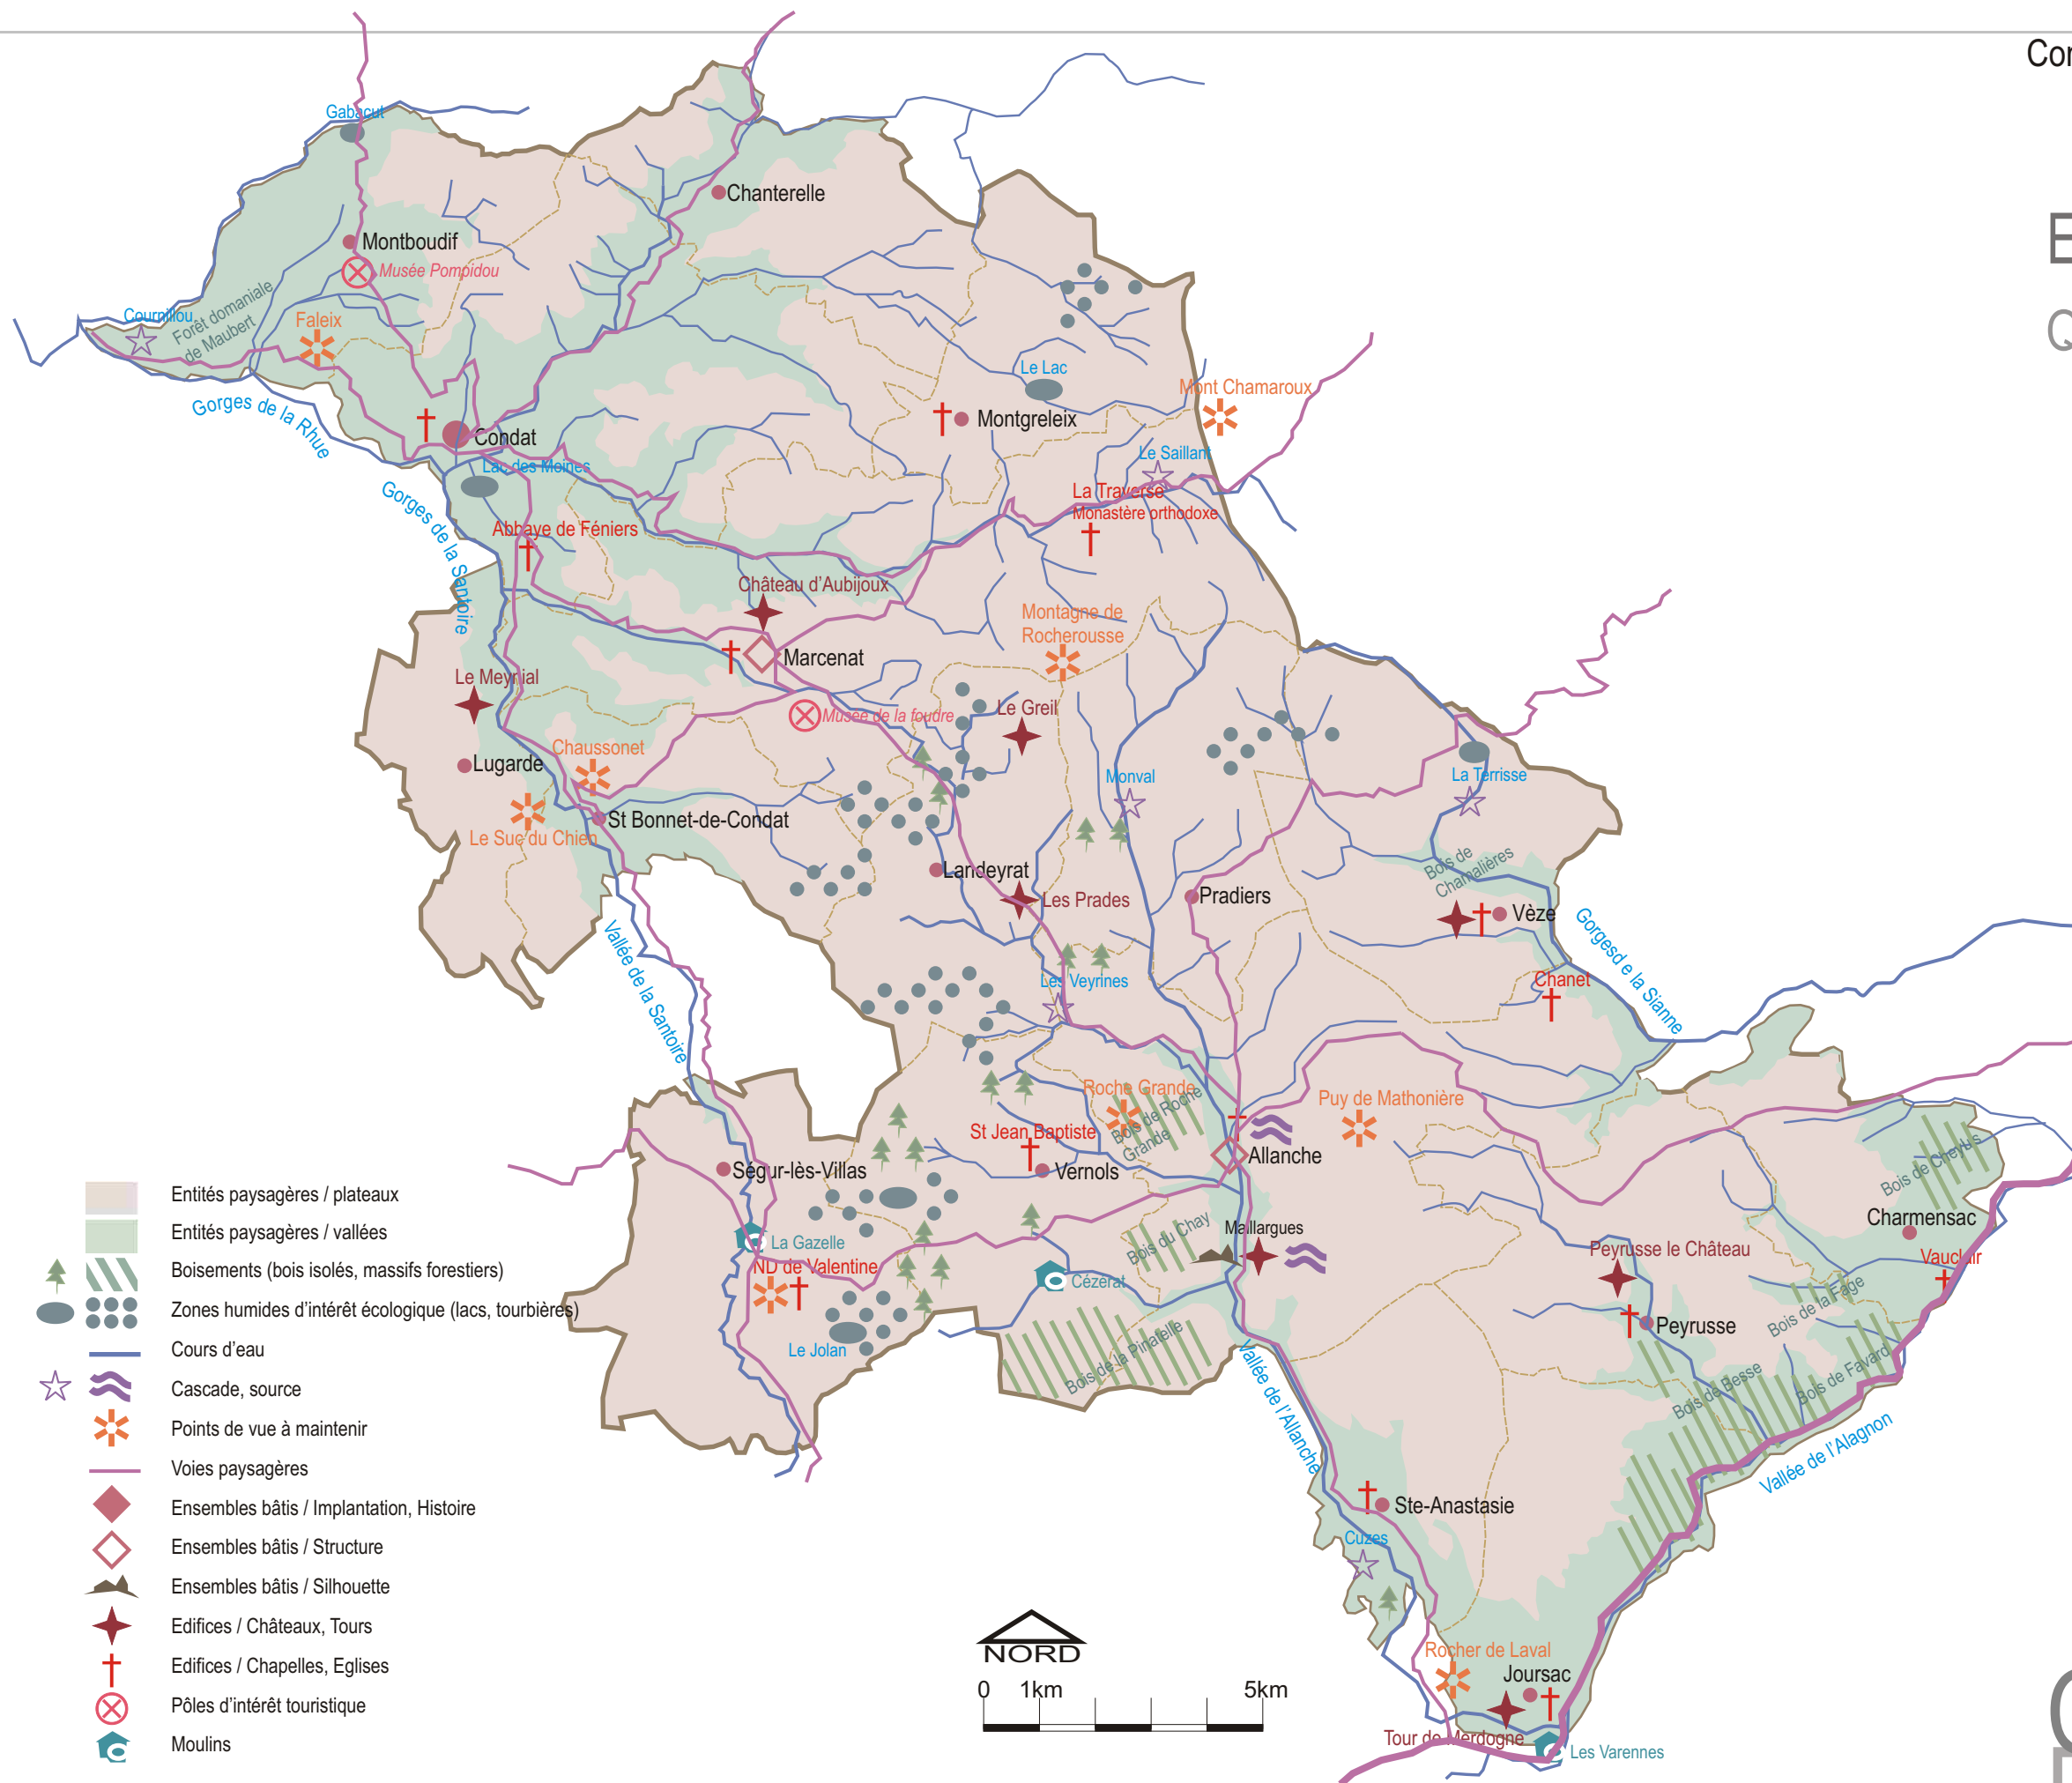 Gabacut
Chanterelle
Montboudif
Musée Pompidou
Cournillou
Forêt domaniale
de Maubert
Faleix
Gorges de la Rhue
Condat
Lac des Moines
Le Lac
Montgreleix
Mont Chamaroux
Le Saillant
La Traverse
Monastère orthodoxe
Gorges de la Santoire
Abbaye de Féniers
Château d'Aubijoux
Montagne de
Rocherousse
Marcenat
Le Meynial
Musée de la foudre
Le Greil
Chaussonet
Lugarde
Monval
La Terrisse
St Bonnet-de-Condat
Le Suc du Chien
Landeyrat
Bois de
Chamalières
Les Prades
Pradiers
Vèze
Vallée de la Santoire
Gorgesd e la Sianne
Les Veyrines
Chanet
Roche Grande
Bois de Roche
Grande
Puy de Mathonière
St Jean Baptiste
Ségur-lès-Villas
Vernols
Allanche
Bois de Cheylus
Charmensac
La Gazelle
Bois du Chay
Maillargues
Peyrusse le Château
Vauclair
ND de Valentine
Cézerat
Bois de la Fage
Peyrusse
Le Jolan
Bois de la Pinatelle
Bois de Besse
Bois de Favard
Vallée de l'Allanche
Vallée de l'Alagnon
Ste-Anastasie
Cuzes
Rocher de Laval
Joursac
Tour de Merdogne
Les Varennes
Entités paysagères / plateaux
Entités paysagères / vallées
Boisements (bois isolés, massifs forestiers)
Zones humides d'intérêt écologique (lacs, tourbières)
Cours d'eau
Cascade, source
Points de vue à maintenir
Voies paysagères
Ensembles bâtis / Implantation, Histoire
Ensembles bâtis / Structure
Ensembles bâtis / Silhouette
Edifices / Châteaux, Tours
Edifices / Chapelles, Eglises
Pôles d'intérêt touristique
Moulins
NORD
0 1km 5km